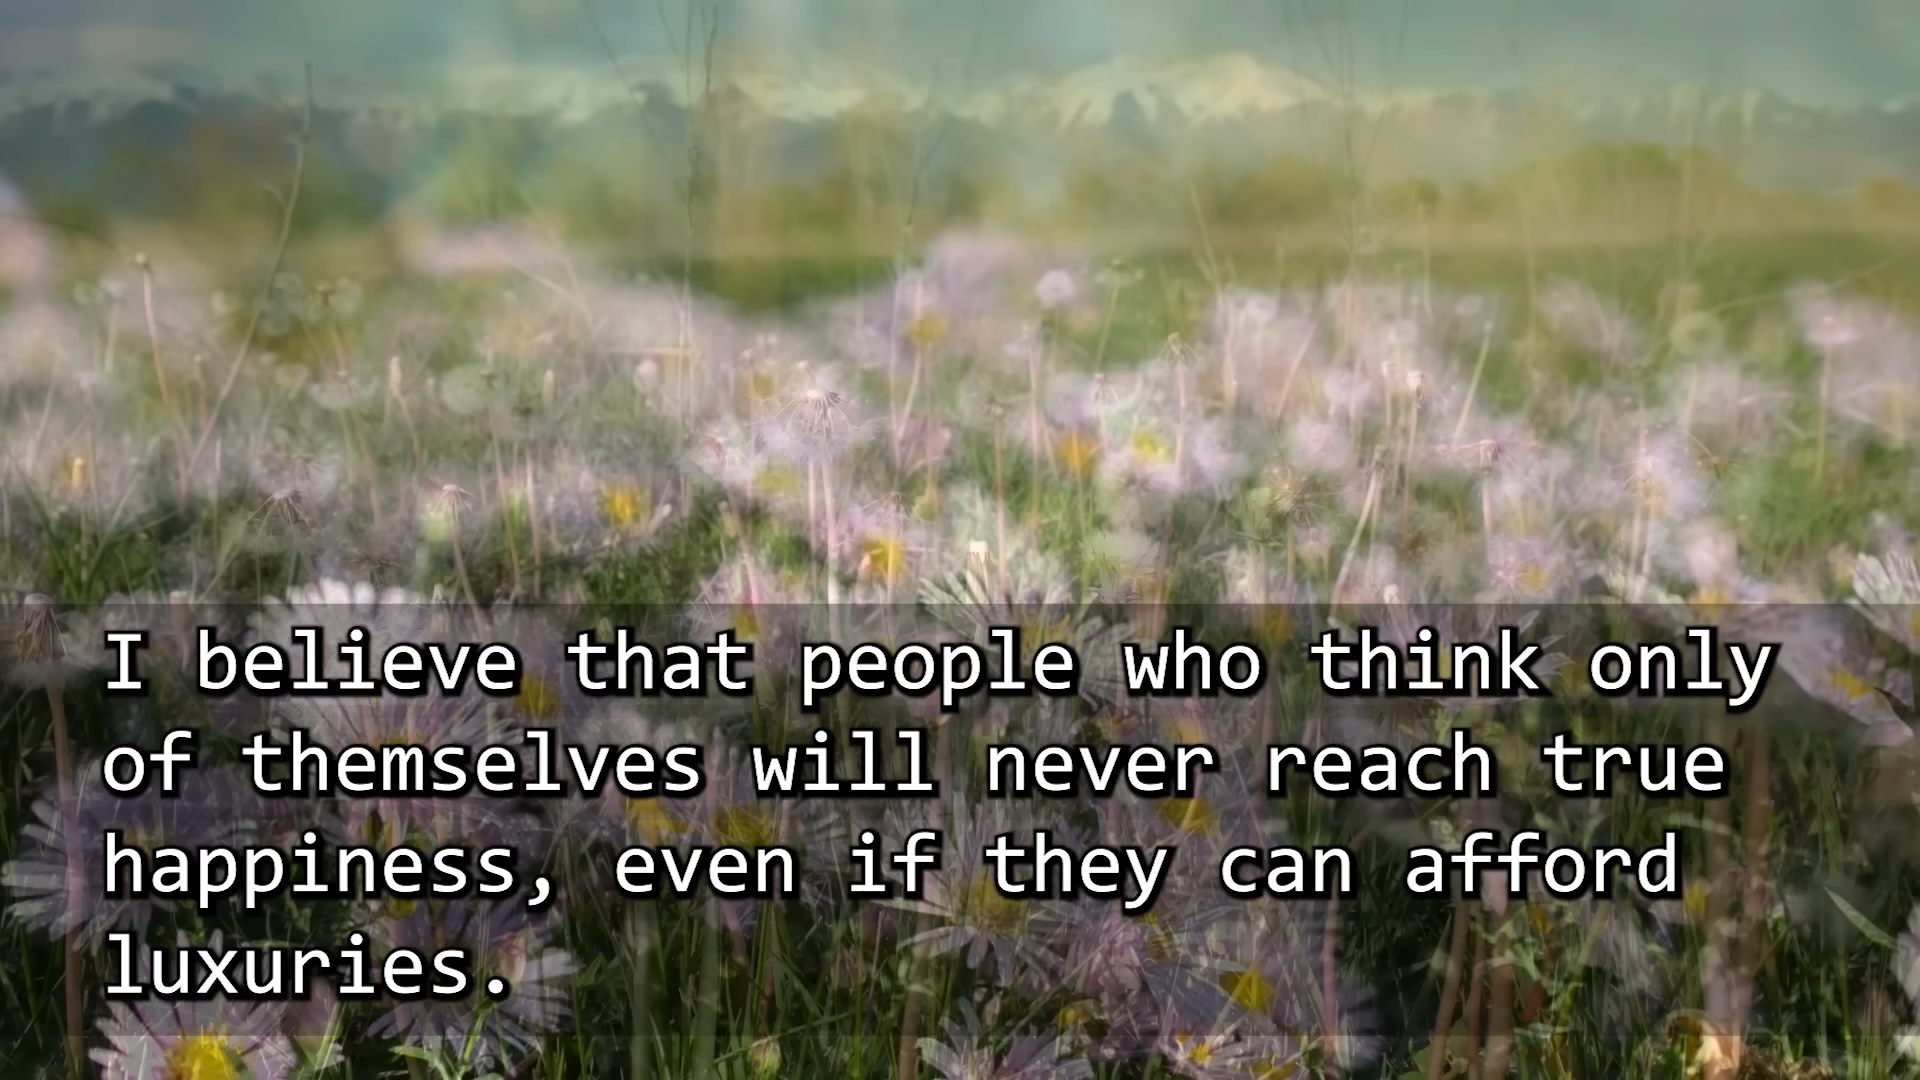 I believe that people who think only
of themselves will never reach true
happiness, even if they can afford
luxuries.